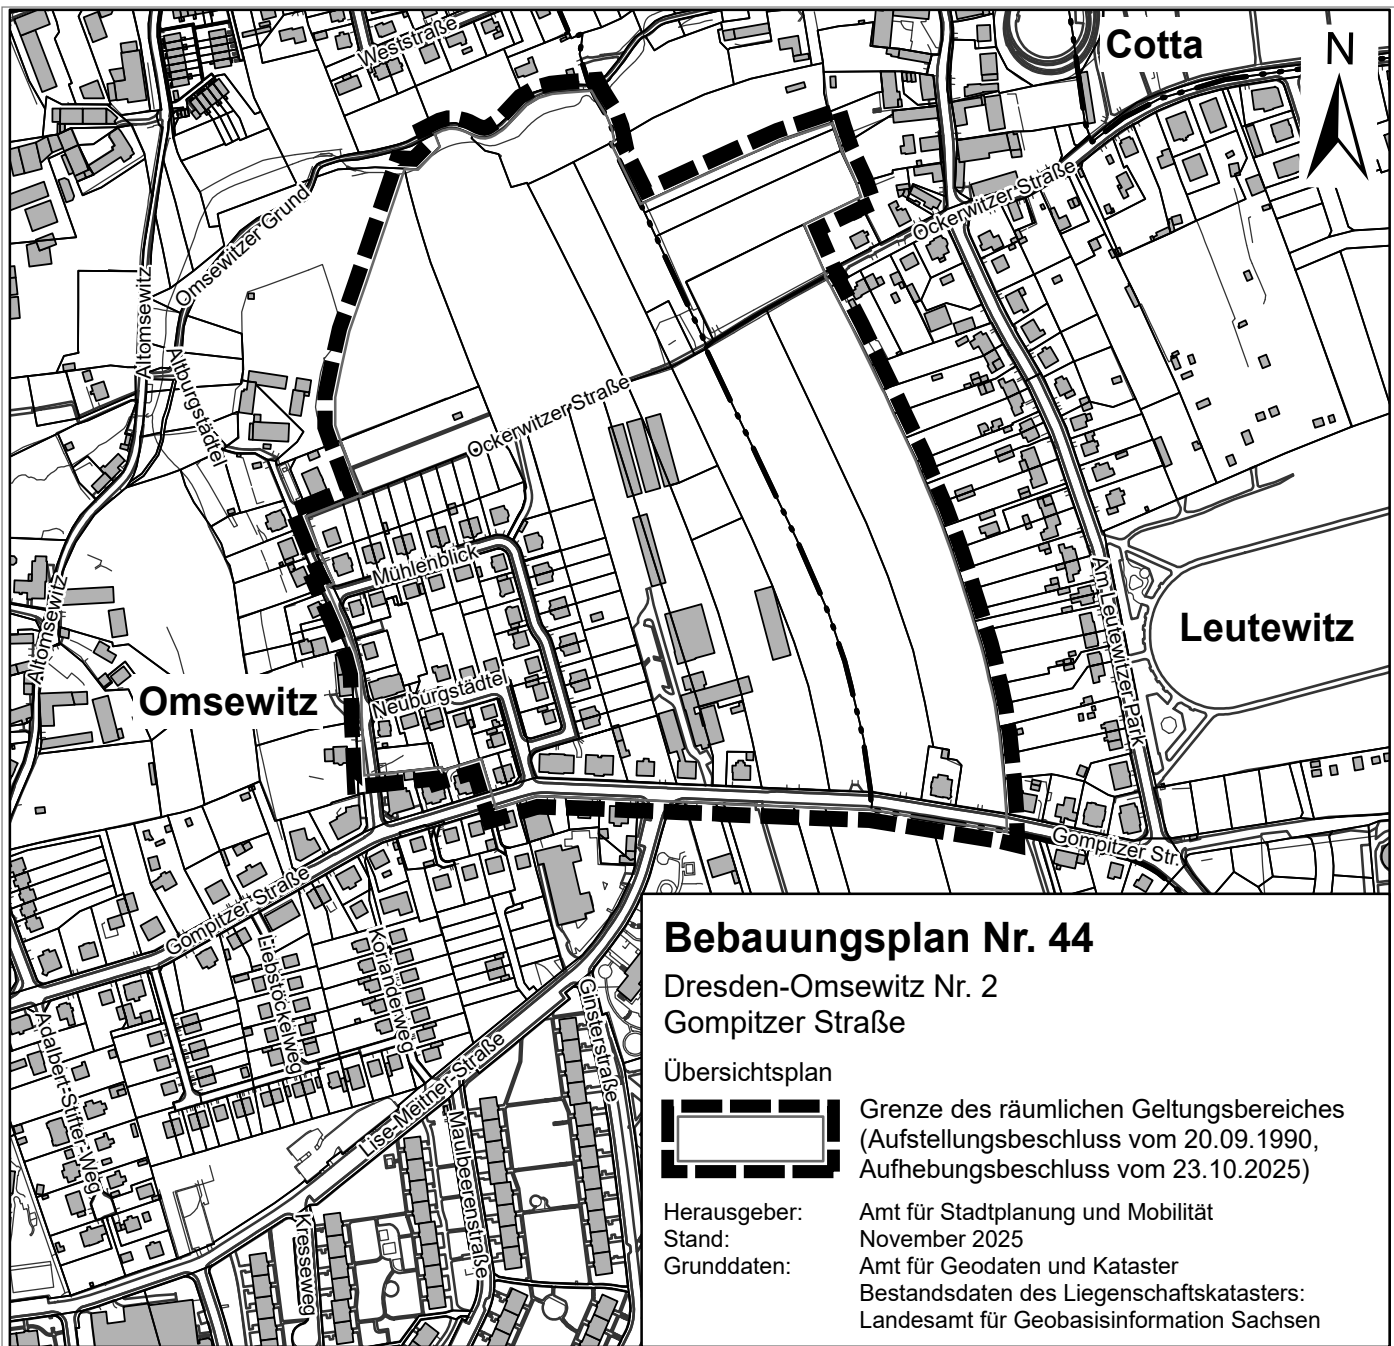 Weststraße
Cotta
N
Ockerwitzer Straße
Omsewitzer Grund
Altomsewitz
Altburgstädtel
Ockerwitzer Straße
Mühlenblick
Altomsewitz
Am Leutewitzer Park
Leutewitz
Omsewitz
Neuburgstädtel
Gompitzer Str.
Gompitzer Straße
Liebstöckelweg
Korianderweg
Ginsterstraße
Adalbert-Stifter-Weg
Lise-Meitner-Straße
Maulbeerenstraße
Kresseweg
Bebauungsplan Nr. 44
Dresden-Omsewitz Nr. 2
Gompitzer Straße
Übersichtsplan
Grenze des räumlichen Geltungsbereiches
(Aufstellungsbeschluss vom 20.09.1990,
Aufhebungsbeschluss vom 23.10.2025)
Herausgeber: Amt für Stadtplanung und Mobilität
Stand: November 2025
Grunddaten: Amt für Geodaten und Kataster
Bestandsdaten des Liegenschaftskatasters:
Landesamt für Geobasisinformation Sachsen